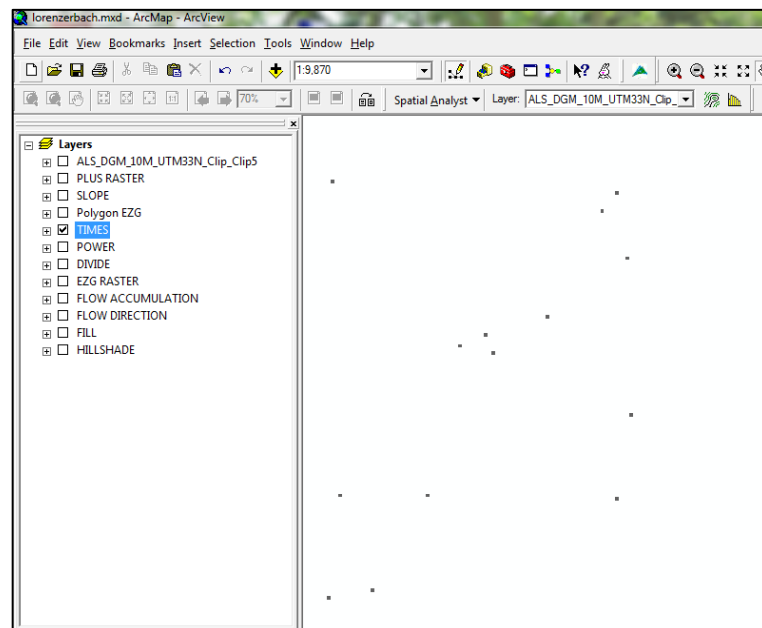 lorenzerbach.mxd - ArcMap - ArcView
File Edit View Bookmarks Insert Selection Tools Window Help
1:9,870
70% Spatial Analyst Layer: ALS_DGM_10M_UTM33N_Clip_
Layers
ALS_DGM_10M_UTM33N_Clip_Clip5
PLUS RASTER
SLOPE
Polygon EZG
TIMES
POWER
DIVIDE
EZG RASTER
FLOW ACCUMULATION
FLOW DIRECTION
FILL
HILLSHADE